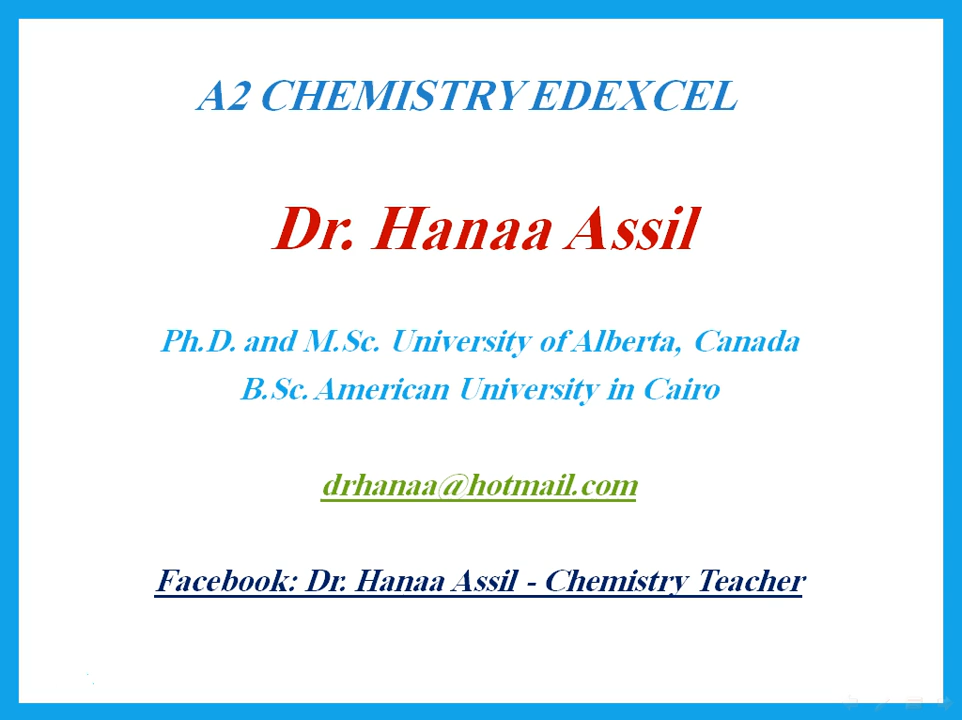 A2 CHEMISTRY EDEXCEL
Dr. Hanaa Assil
Ph.D. and M.Sc. University of Alberta, Canada
B.Sc. American University in Cairo
drhanaa@hotmail.com
Facebook: Dr. Hanaa Assil - Chemistry Teacher